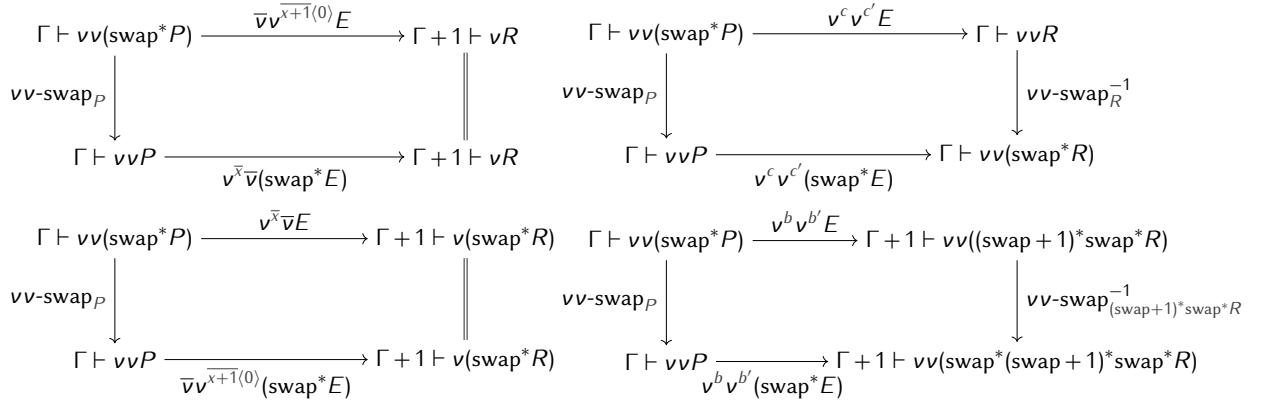 Γ ⊢ νν(swap*P) ν̅ν^{\overline{x+1}⟨0⟩}E Γ + 1 ⊢ νR
νν-swap_P
Γ ⊢ ννP ν^{x̅}ν̅(swap*E) Γ + 1 ⊢ νR
Γ ⊢ νν(swap*P) ν^c ν^{c′}E Γ ⊢ ννR
νν-swap_P νν-swap_R^{−1}
Γ ⊢ ννP ν^c ν^{c′}(swap*E) Γ ⊢ νν(swap*R)
Γ ⊢ νν(swap*P) ν^{x̅}ν̅E Γ + 1 ⊢ ν(swap*R)
νν-swap_P
Γ ⊢ ννP ν̅ν^{\overline{x+1}⟨0⟩}(swap*E) Γ + 1 ⊢ ν(swap*R)
Γ ⊢ νν(swap*P) ν^b ν^{b′}E Γ + 1 ⊢ νν((swap + 1)*swap*R)
νν-swap_P νν-swap^{−1}_{(swap+1)*swap*R}
Γ ⊢ ννP ν^b ν^{b′}(swap*E) Γ + 1 ⊢ νν(swap*(swap + 1)*swap*R)